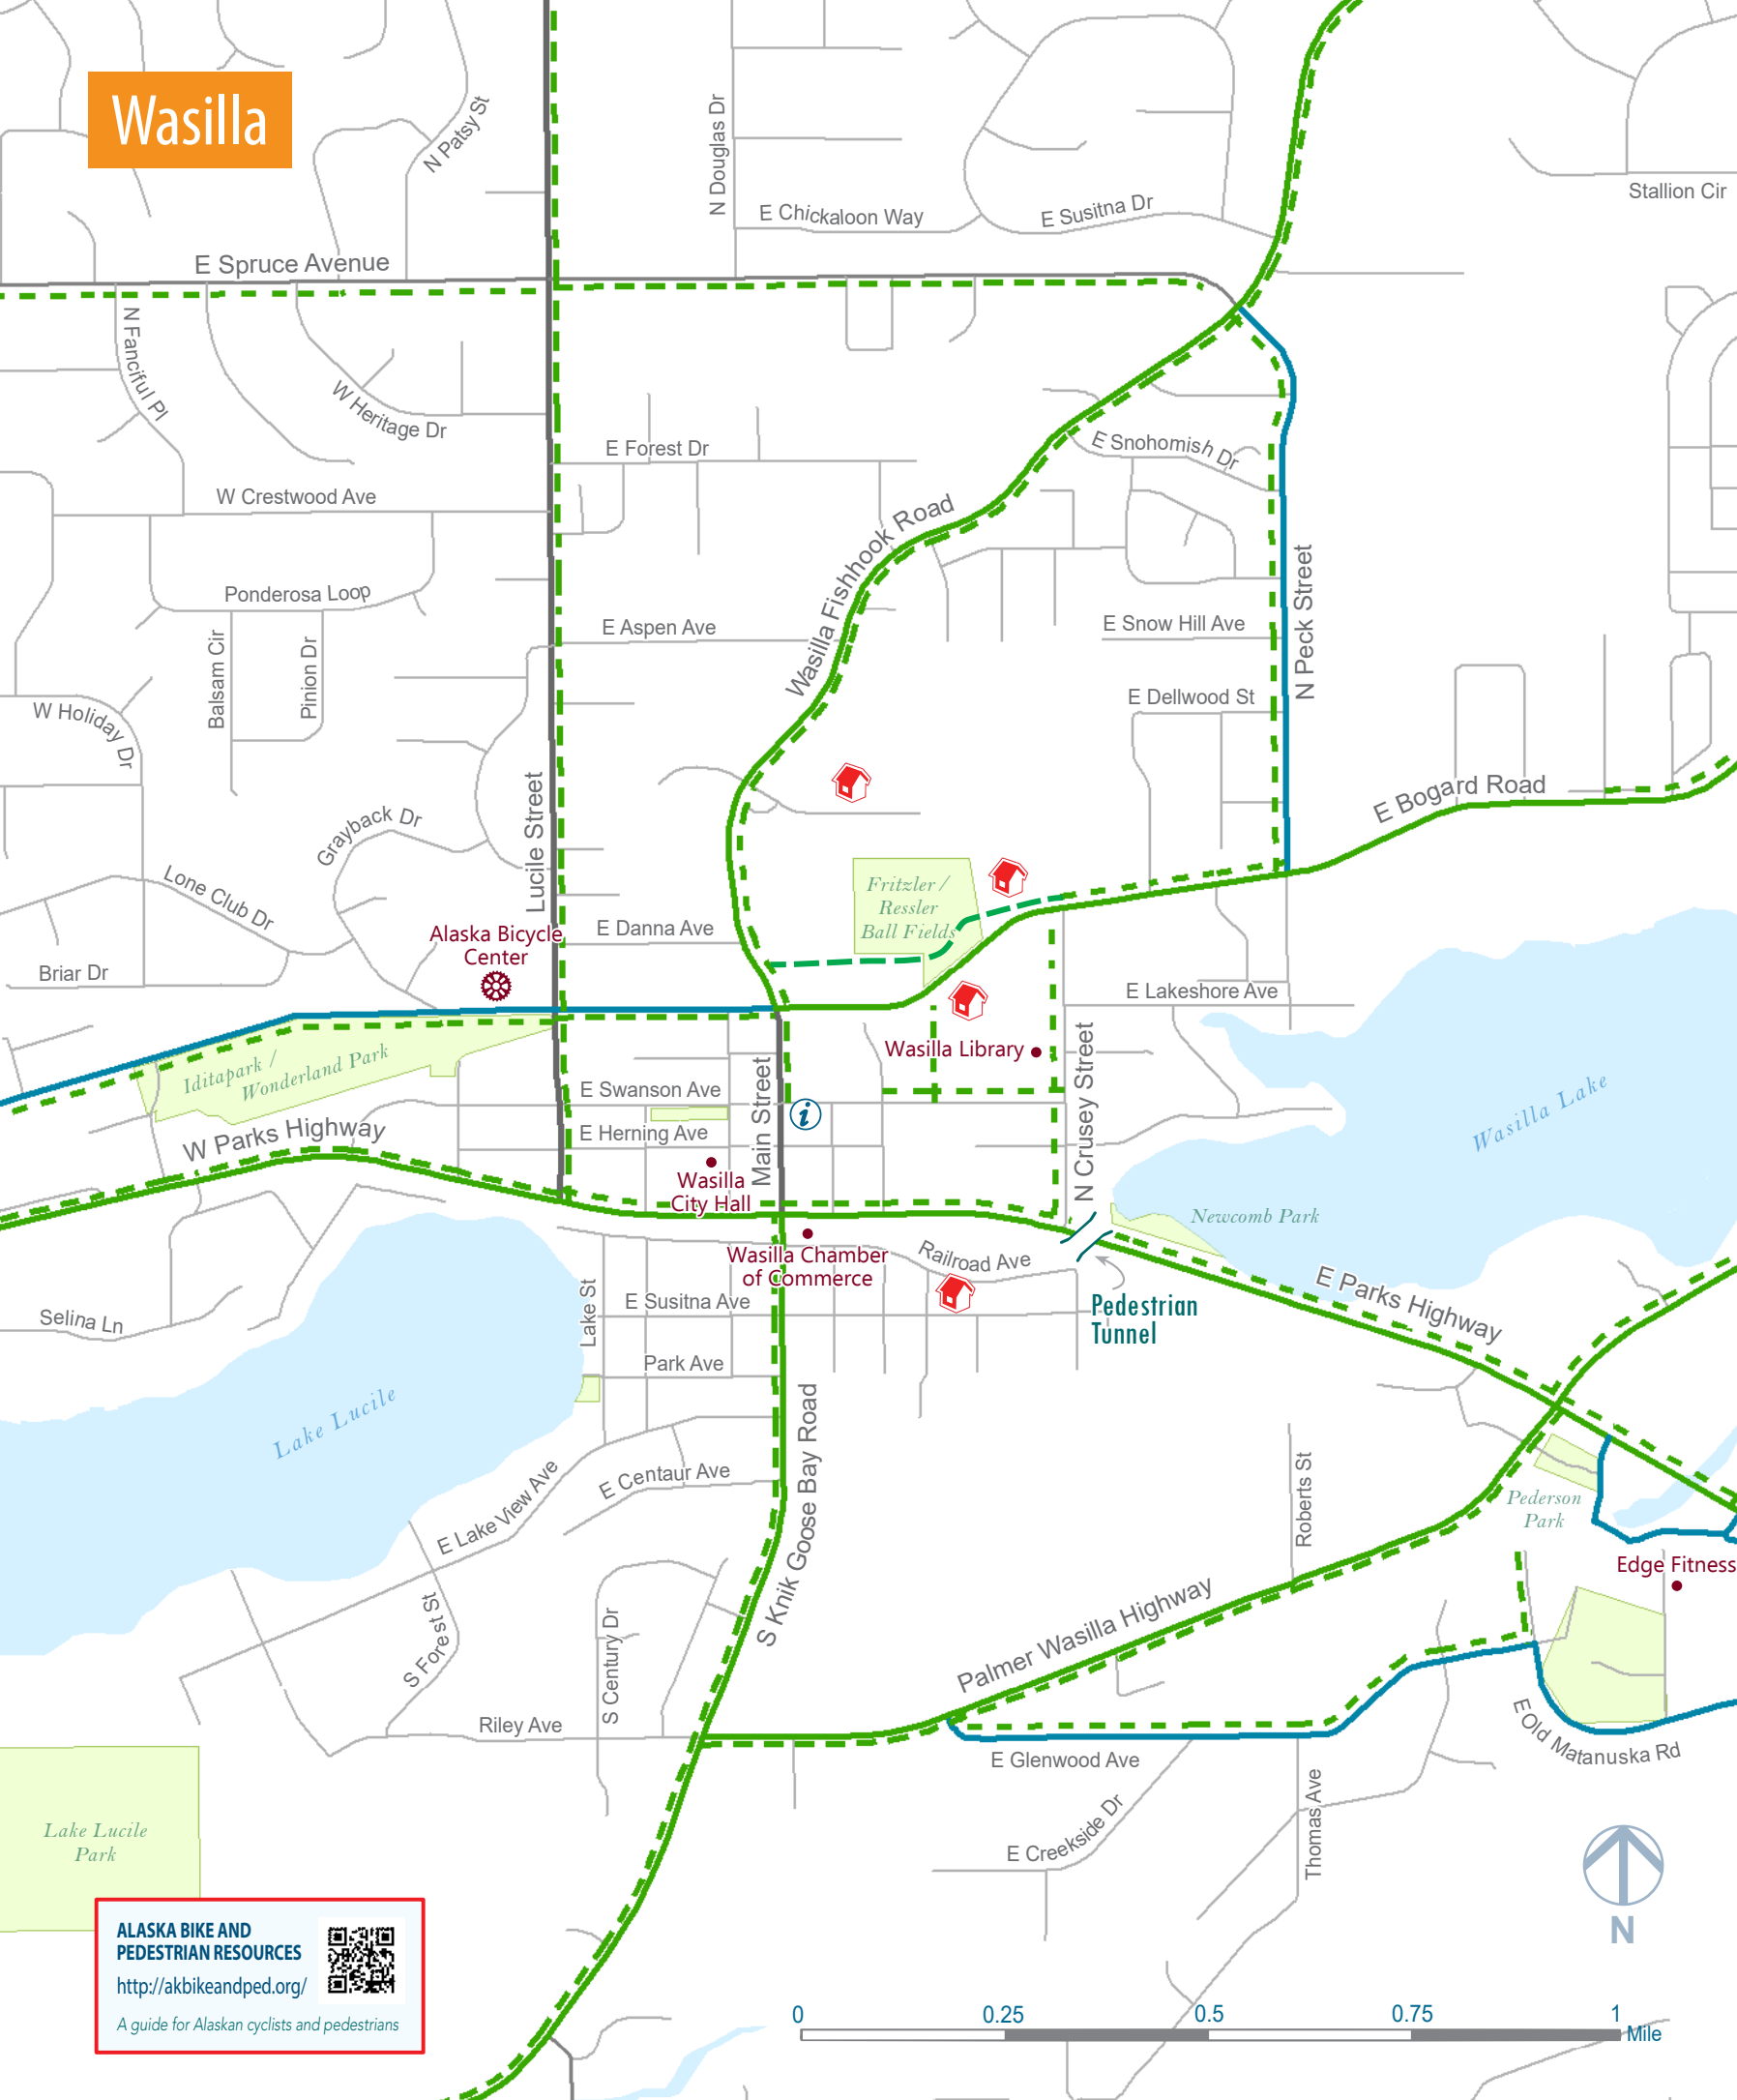 Wasilla
N Patsy St
N Douglas Dr
E Chickaloon Way
E Susitna Dr
Stallion Cir
E Spruce Avenue
N Fanciful Pl
W Heritage Dr
E Forest Dr
E Snohomish Dr
W Crestwood Ave
Wasilla Fishhook Road
N Peck Street
Ponderosa Loop
E Aspen Ave
E Snow Hill Ave
Balsam Cir
Pinion Dr
W Holiday Dr
E Dellwood St
E Bogard Road
Lucile Street
Grayback Dr
Lone Club Dr
Fritzler /
Ressler
Ball Fields
E Danna Ave
Alaska Bicycle
Center
Briar Dr
E Lakeshore Ave
Wasilla Library
N Crusey Street
Iditapark /
Wonderland Park
E Swanson Ave
Main Street
i
Wasilla Lake
W Parks Highway
E Herning Ave
Wasilla
City Hall
Newcomb Park
Wasilla Chamber
of Commerce
Railroad Ave
E Parks Highway
Pedestrian
Tunnel
Selina Ln
Lake St
E Susitna Ave
Park Ave
Lake Lucile
S Knik Goose Bay Road
E Lake View Ave
E Centaur Ave
Roberts St
Pederson
Park
Edge Fitness
S Forest St
S Century Dr
Palmer Wasilla Highway
Riley Ave
E Glenwood Ave
E Old Matanuska Rd
Lake Lucile
Park
E Creekside Dr
Thomas Ave
N
ALASKA BIKE AND
PEDESTRIAN RESOURCES
http://akbikeandped.org/
A guide for Alaskan cyclists and pedestrians
0 0.25 0.5 0.75 1
Mile